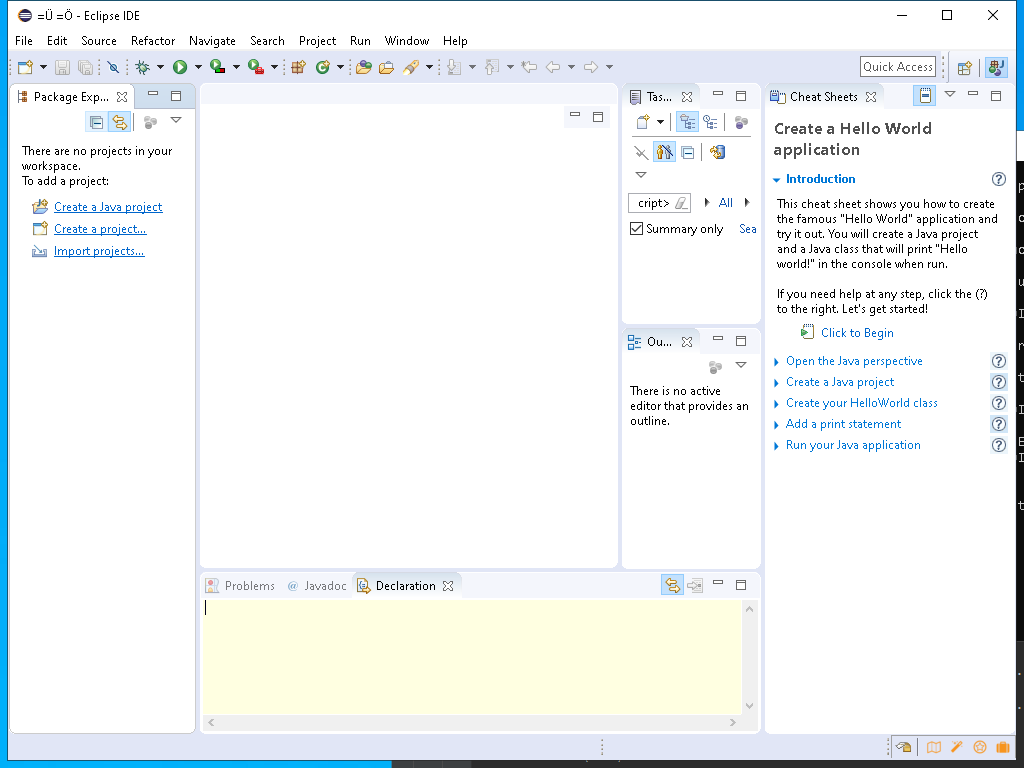 =Ü =Ö - Eclipse IDE
File Edit Source Refactor Navigate Search Project Run Window Help
Quick Access
Package Exp...
There are no projects in your
workspace.
To add a project:
Create a Java project
Create a project...
Import projects...
Tas...
cript> All
Summary only Sea
Ou...
There is no active
editor that provides an
outline.
Cheat Sheets
Create a Hello World
application
Introduction
This cheat sheet shows you how to create
the famous "Hello World" application and
try it out. You will create a Java project
and a Java class that will print "Hello
world!" in the console when run.
If you need help at any step, click the (?)
to the right. Let's get started!
Click to Begin
Open the Java perspective
Create a Java project
Create your HelloWorld class
Add a print statement
Run your Java application
Problems @ Javadoc Declaration